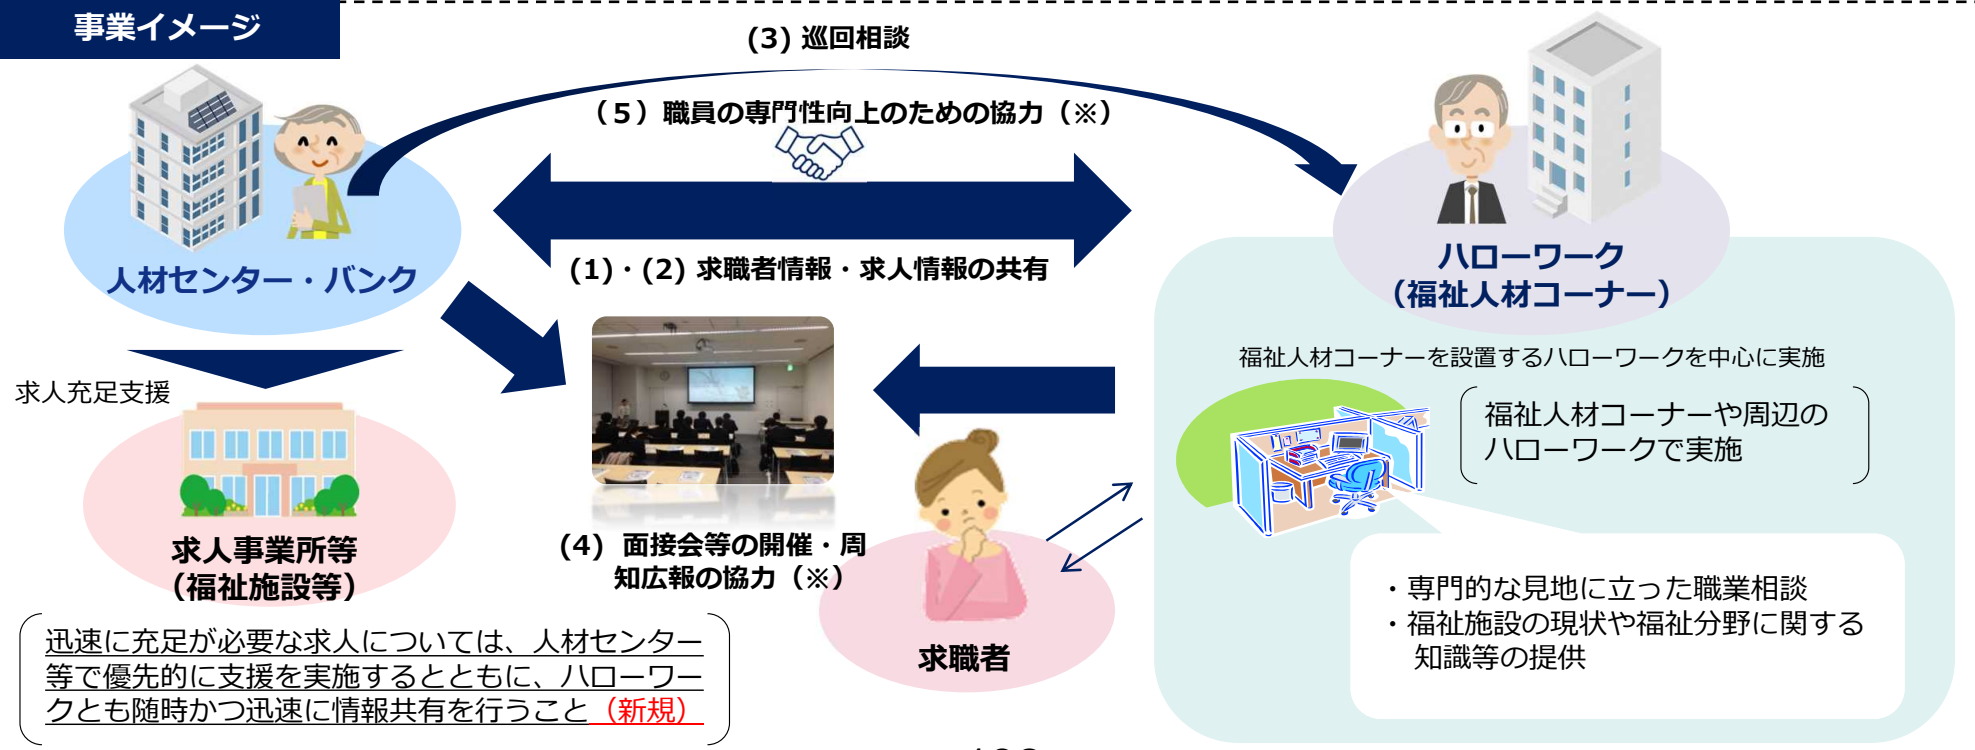 事業イメージ
(3) 巡回相談
（5）職員の専門性向上のための協力（※）
(1)・(2) 求職者情報・求人情報の共有
人材センター・バンク
ハローワーク
（福祉人材コーナー）
福祉人材コーナーを設置するハローワークを中心に実施
福祉人材コーナーや周辺の
ハローワークで実施
・専門的な見地に立った職業相談
・福祉施設の現状や福祉分野に関する
知識等の提供
求人充足支援
求人事業所等
（福祉施設等）
(4) 面接会等の開催・周
知広報の協力（※）
求職者
迅速に充足が必要な求人については、人材センター
等で優先的に支援を実施するとともに、ハローワー
クとも随時かつ迅速に情報共有を行うこと（新規）